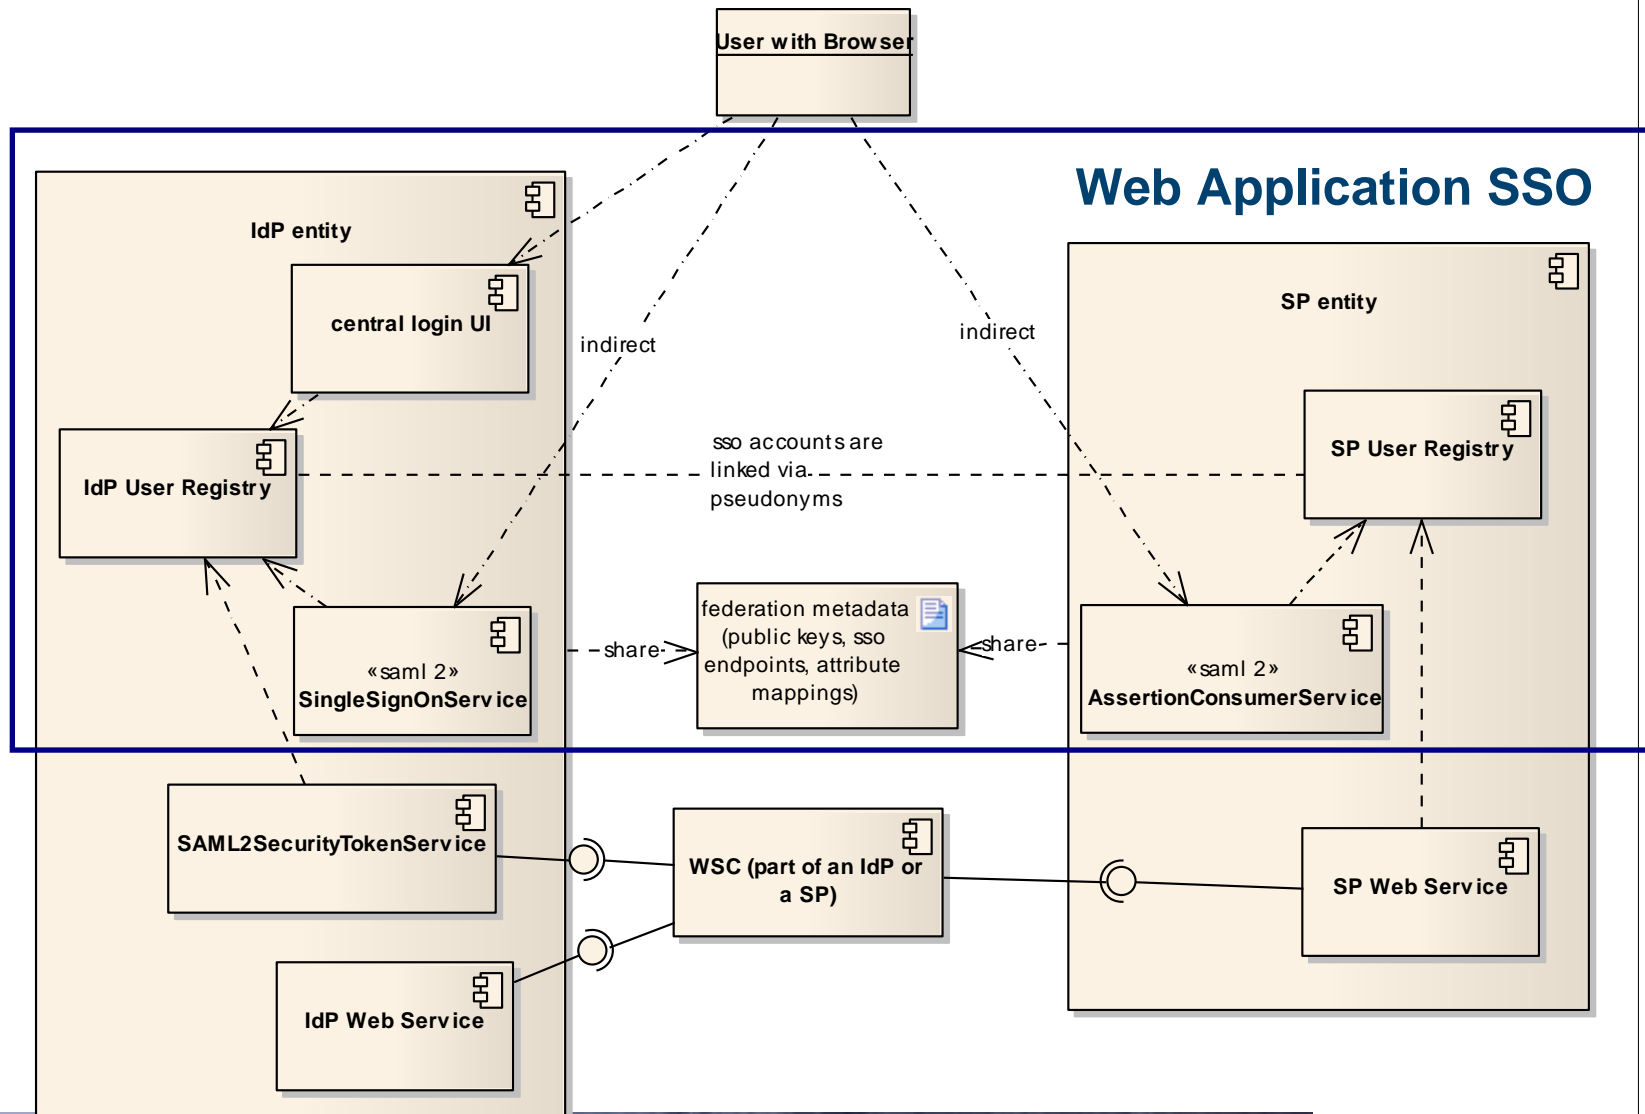 User with Browser
Web Application SSO
IdP entity
SP entity
central login UI
indirect
indirect
sso accounts are
linked via
pseudonyms
SP User Registry
IdP User Registry
federation metadata
(public keys, sso
endpoints, attribute
mappings)
share
share
«saml 2»
SingleSignOnService
«saml 2»
AssertionConsumerService
SAML2SecurityTokenService
WSC (part of an IdP or
a SP)
SP Web Service
IdP Web Service